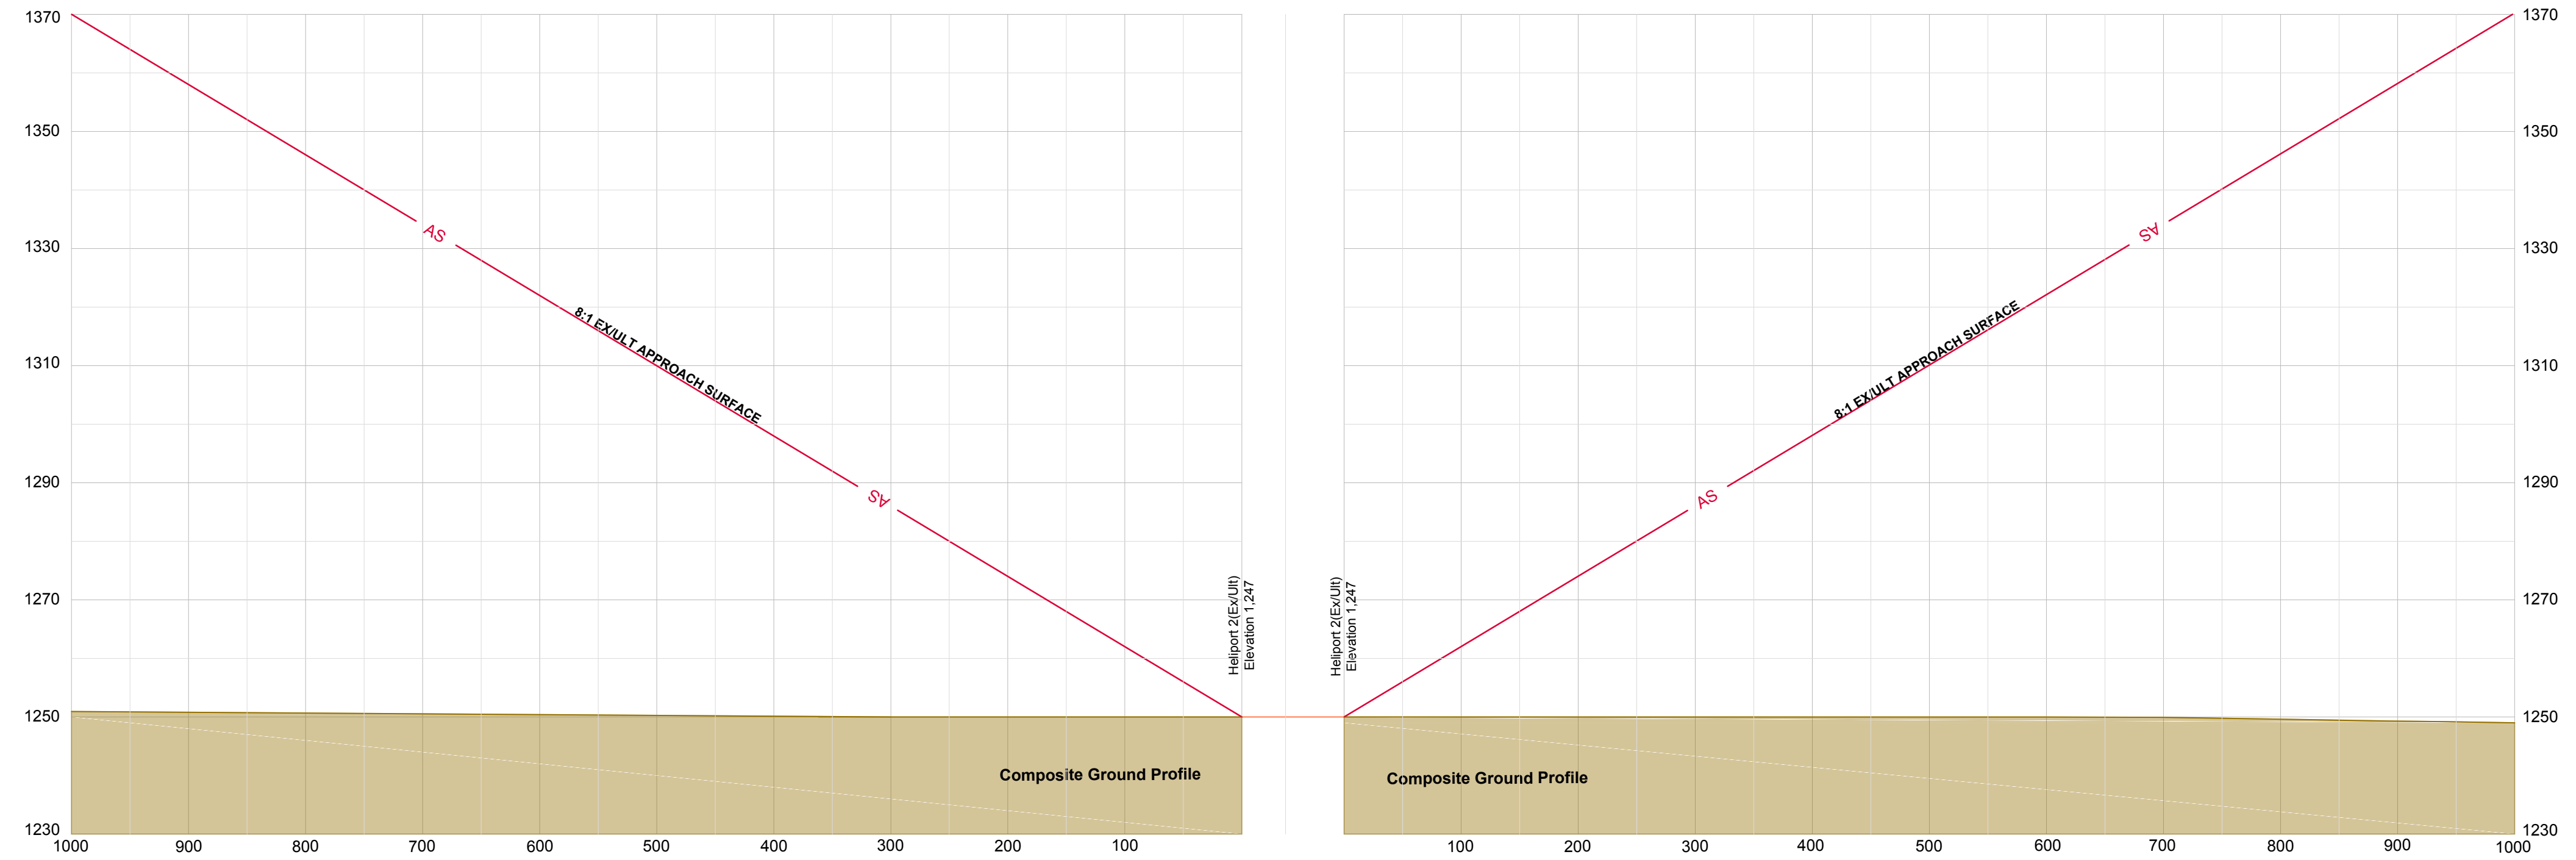 1370
1350
1330
1310
1290
1270
1250
1230
1000 900 800 700 600 500 400 300 200 100
AS
8:1 EX/ULT APPROACH SURFACE
AS
Heliport 2(Ex/Ult)
Elevation 1,247
Composite Ground Profile
Heliport 2(Ex/Ult)
Elevation 1,247
AS
8:1 EX/ULT APPROACH SURFACE
AS
Composite Ground Profile
100 200 300 400 500 600 700 800 900 1000
1370
1350
1330
1310
1290
1270
1250
1230